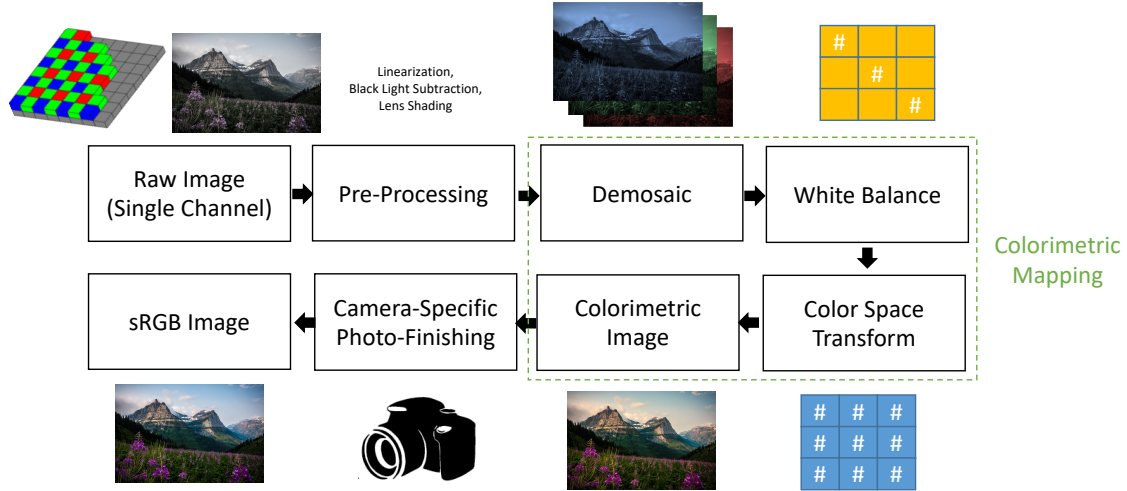 Linearization,
Black Light Subtraction,
Lens Shading
#
#
#
Raw Image
(Single Channel)
Pre-Processing
Demosaic
White Balance
Colorimetric
Mapping
sRGB Image
Camera-Specific
Photo-Finishing
Colorimetric
Image
Color Space
Transform
# # #
# # #
# # #